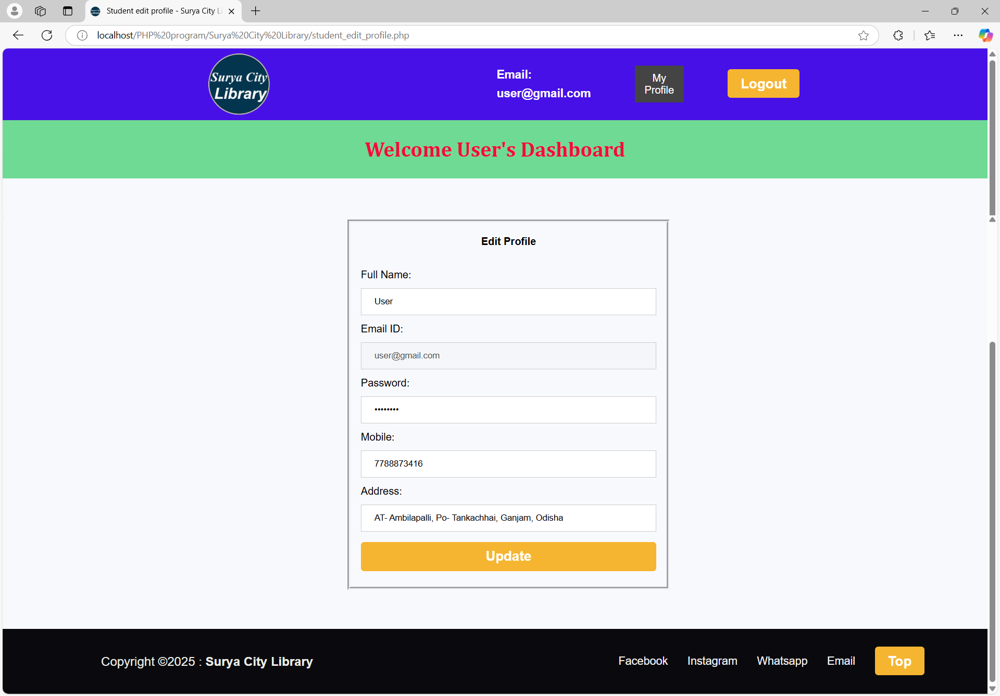 Student edit profile - Surya City Li
localhost/PHP%20program/Surya%20City%20Library/student_edit_profile.php
Surya City
Library
Email:
user@gmail.com
My
Profile
Logout
Welcome User's Dashboard
Edit Profile
Full Name:
User
Email ID:
user@gmail.com
Password:
••••••••
Mobile:
7788873416
Address:
AT- Ambilapalli, Po- Tankachhai, Ganjam, Odisha
Update
Copyright ©2025 : Surya City Library
Facebook Instagram Whatsapp Email Top